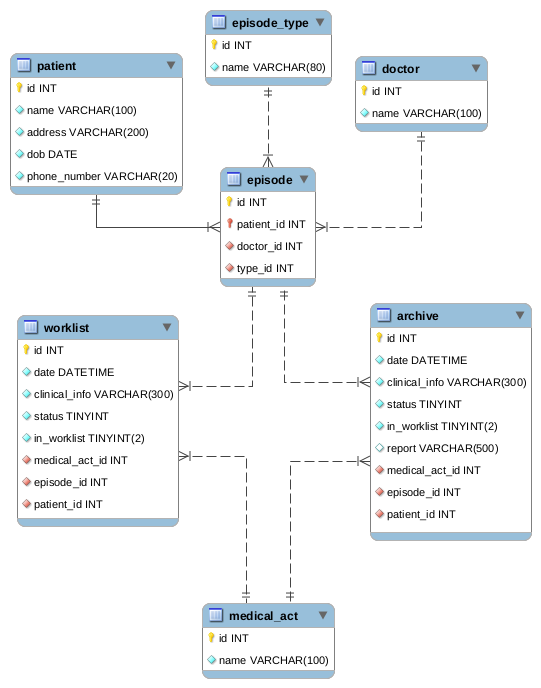 episode_type
id INT
name VARCHAR(80)
patient
id INT
name VARCHAR(100)
address VARCHAR(200)
dob DATE
phone_number VARCHAR(20)
doctor
id INT
name VARCHAR(100)
episode
id INT
patient_id INT
doctor_id INT
type_id INT
worklist
id INT
date DATETIME
clinical_info VARCHAR(300)
status TINYINT
in_worklist TINYINT(2)
medical_act_id INT
episode_id INT
patient_id INT
archive
id INT
date DATETIME
clinical_info VARCHAR(300)
status TINYINT
in_worklist TINYINT(2)
report VARCHAR(500)
medical_act_id INT
episode_id INT
patient_id INT
medical_act
id INT
name VARCHAR(100)